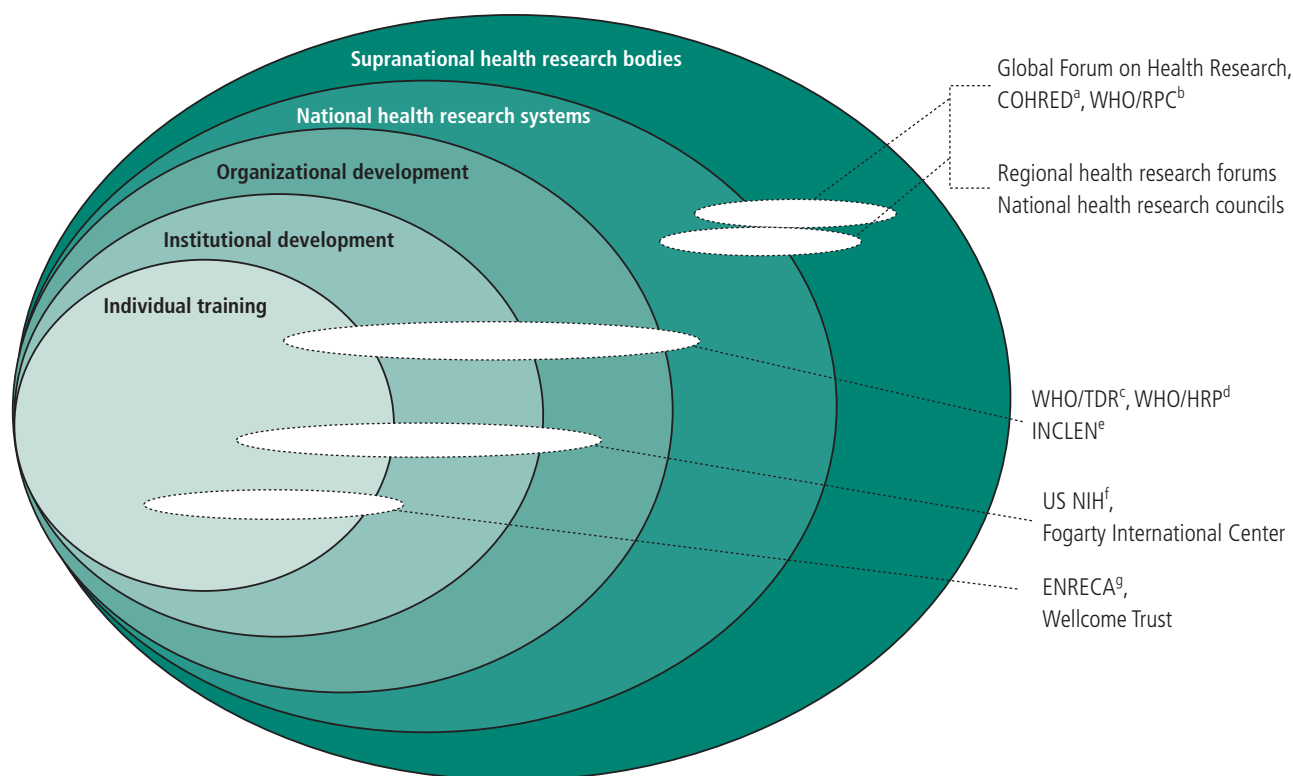 Supranational health research bodies
National health research systems
Organizational development
Institutional development
Individual training
Global Forum on Health Research,
COHREDᵃ, WHO/RPCᵇ
Regional health research forums
National health research councils
WHO/TDRᶜ, WHO/HRPᵈ
INCLENᵉ
US NIHᶠ,
Fogarty International Center
ENRECAᵍ,
Wellcome Trust